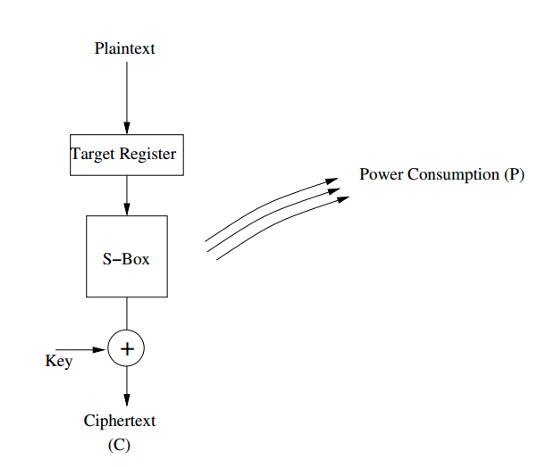 Plaintext
Target Register
Power Consumption (P)
S−Box
+
Key
Ciphertext
(C)